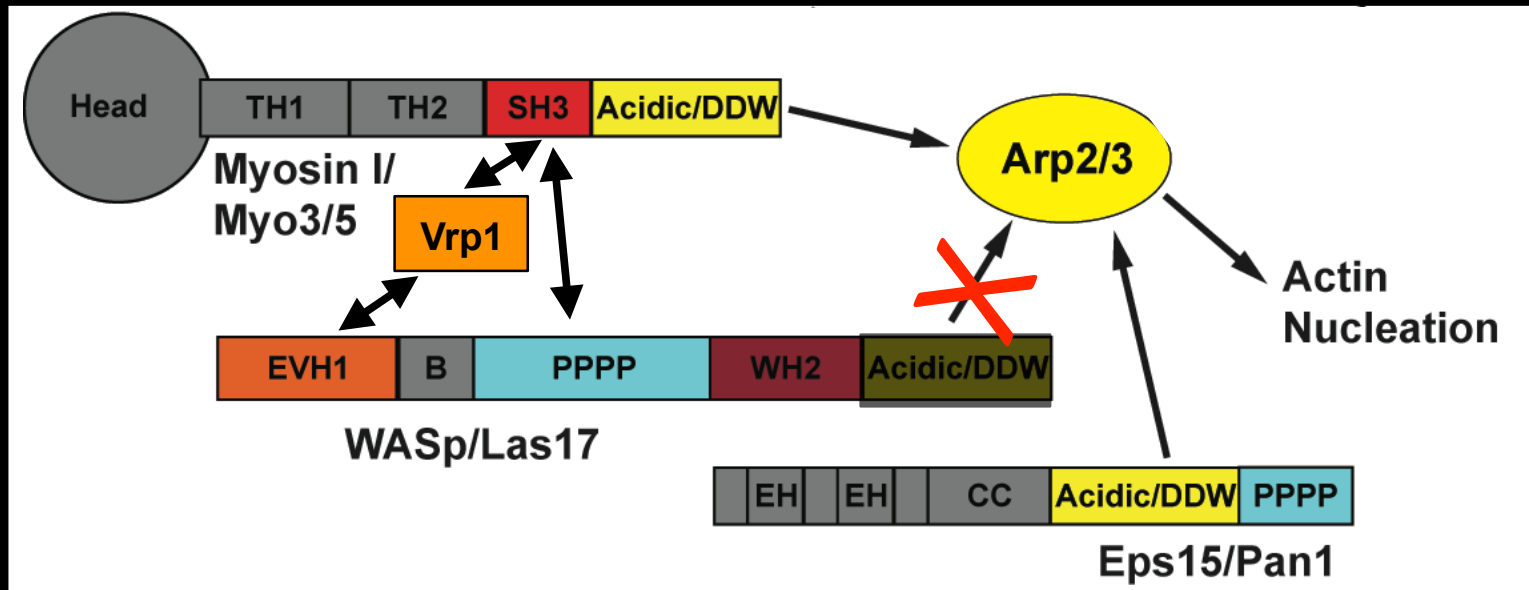 Head
TH1
TH2
SH3
Acidic/DDW
Myosin I/
Myo3/5
Vrp1
Arp2/3
Actin
Nucleation
EVH1
B
PPPP
WH2
Acidic/DDW
WASp/Las17
EH
EH
CC
Acidic/DDW
PPPP
Eps15/Pan1